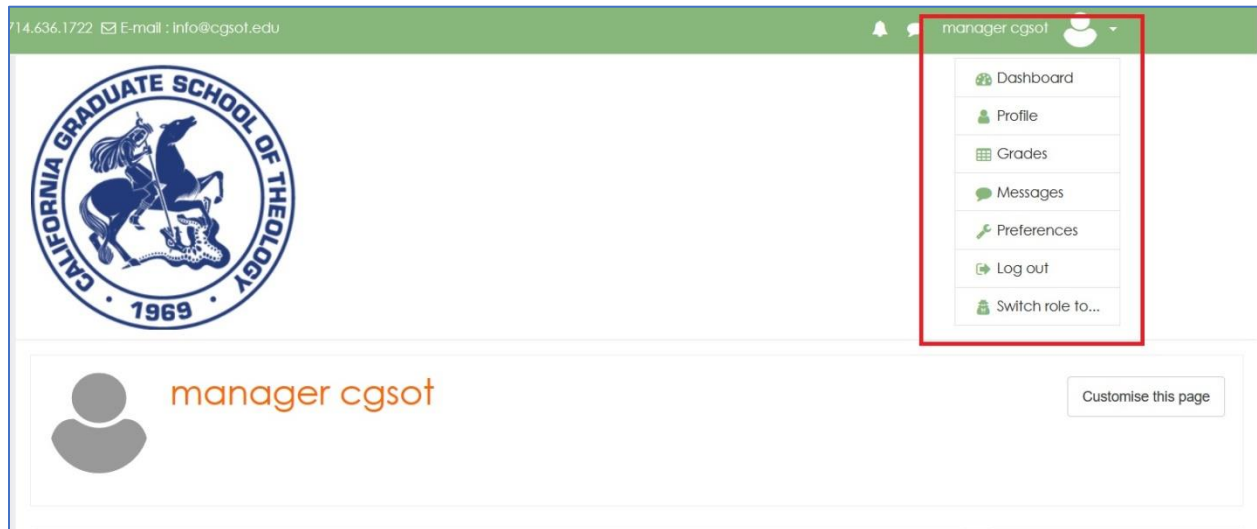 714.636.1722 E-mail : info@cgsot.edu
manager cgsot
Dashboard
Profile
Grades
Messages
Preferences
Log out
Switch role to...
CALIFORNIA GRADUATE SCHOOL OF THEOLOGY
· 1969 ·
manager cgsot
Customise this page